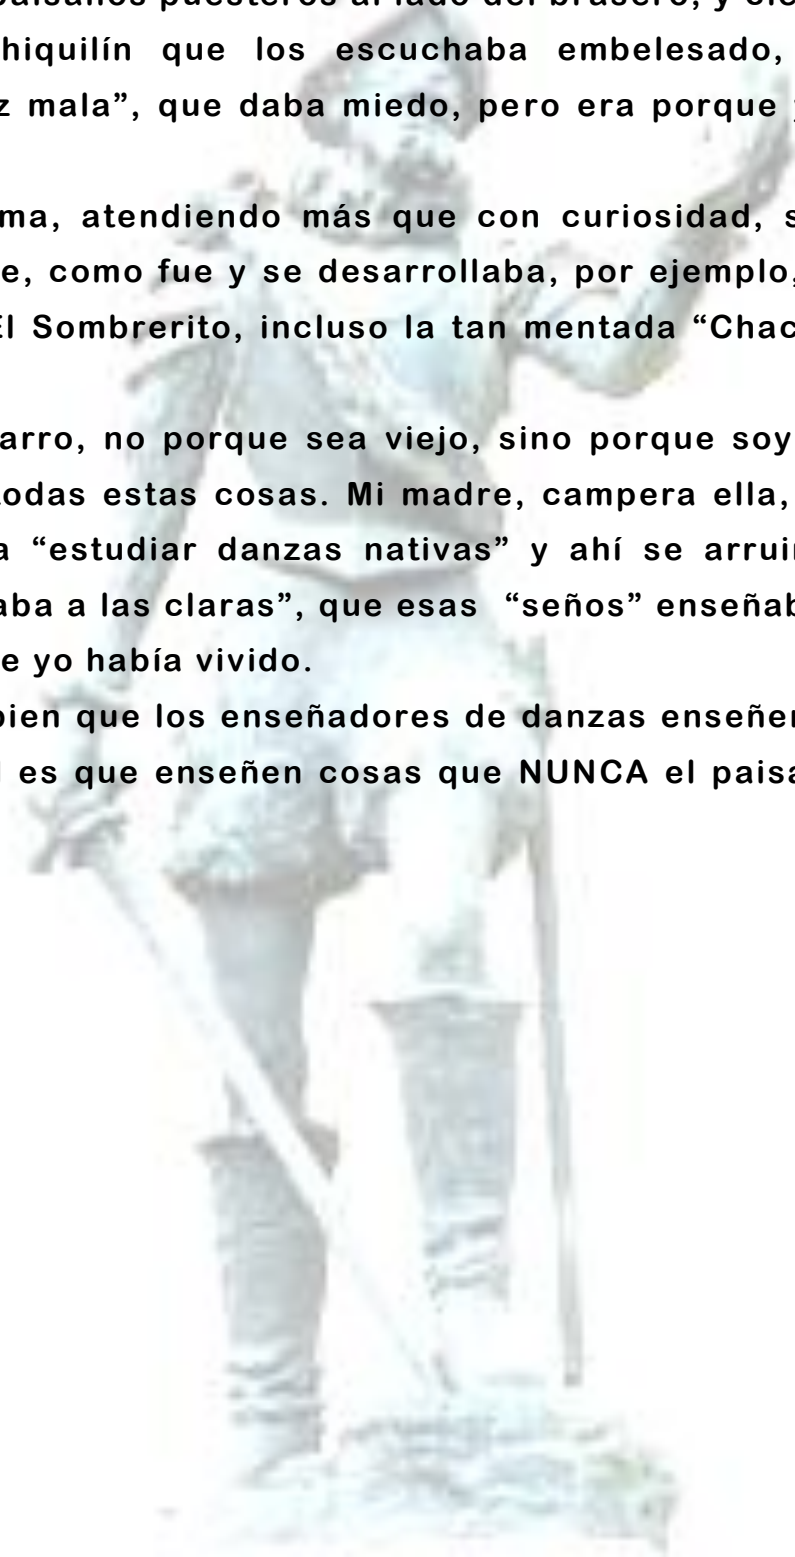 paisanos puesteros al lado del brasero, y
hiquilín que los escuchaba embelesado,
z mala”, que daba miedo, pero era porque
ma, atendiendo más que con curiosidad, s
e, como fue y se desarrollaba, por ejemplo,
El Sombrerito, incluso la tan mentada “Chac
arro, no porque sea viejo, sino porque soy
todas estas cosas. Mi madre, campera ella,
a “estudiar danzas nativas” y ahí se arrui
aba a las claras”, que esas “seños” enseñab
e yo había vivido.
bien que los enseñadores de danzas enseñe
l es que enseñen cosas que NUNCA el paisa